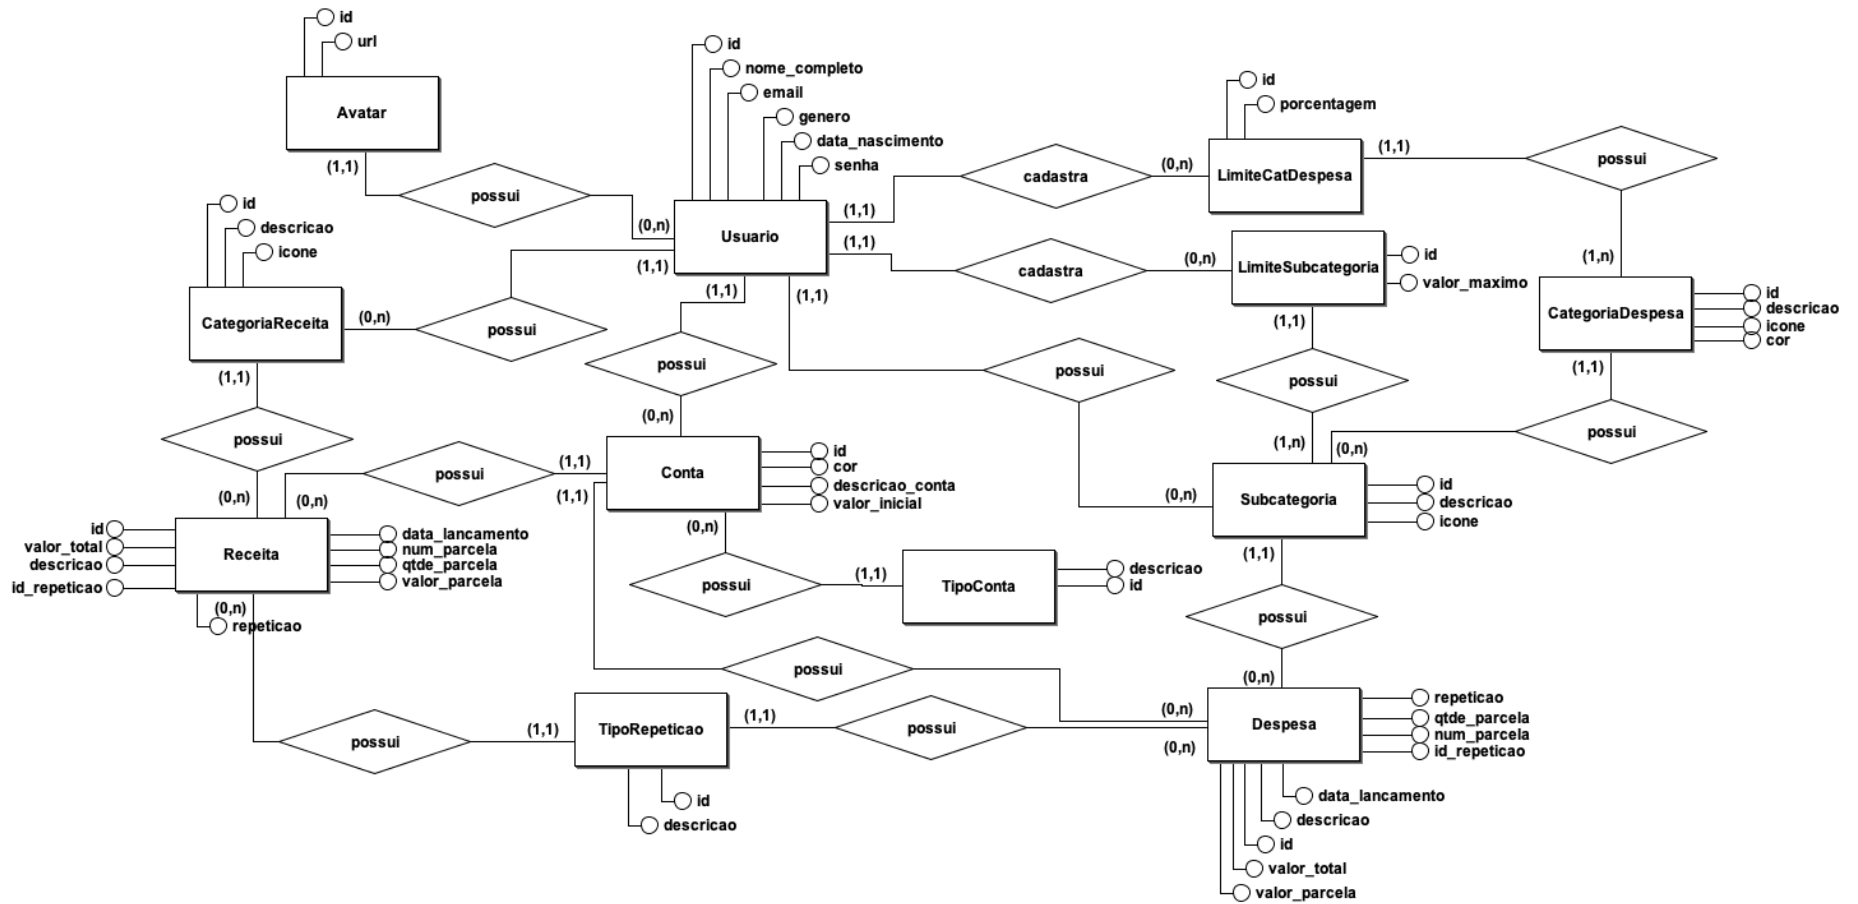 id
url
Avatar
(1,1)
possui
(0,n)
id
nome_completo
email
genero
data_nascimento
senha
Usuario
(1,1)
cadastra
(0,n)
id
porcentagem
LimiteCatDespesa
(1,1)
possui
(1,n)
(1,1)
cadastra
(0,n)
LimiteSubcategoria
id
valor_maximo
CategoriaDespesa
id
descricao
icone
cor
id
descricao
icone
CategoriaReceita
(0,n)
possui
(1,1)
(1,1)
possui
(0,n)
(1,1)
possui
(0,n)
(1,1)
possui
(1,n)
(1,1)
possui
(0,n)
(1,1)
possui
(0,n)
(0,n)
possui
(1,1)
(1,1)
Conta
id
cor
descricao_conta
valor_inicial
(0,n)
possui
(1,1)
TipoConta
descricao
id
Subcategoria
id
descricao
icone
(1,1)
possui
(0,n)
id
valor_total
descricao
id_repeticao
Receita
data_lancamento
num_parcela
qtde_parcela
valor_parcela
(0,n)
repeticao
possui
(0,n)
possui
(1,1)
TipoRepeticao
id
descricao
(1,1)
possui
(0,n)
Despesa
repeticao
qtde_parcela
num_parcela
id_repeticao
data_lancamento
descricao
id
valor_total
valor_parcela